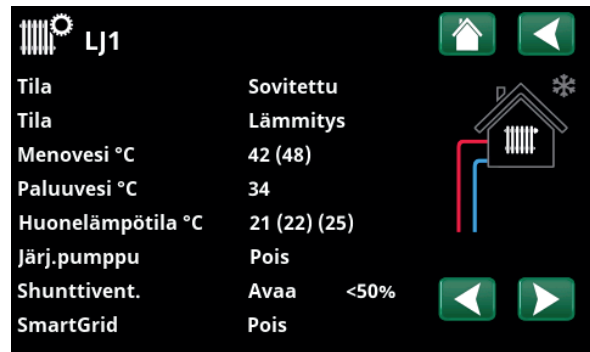 LJ1
Tila Sovitettu
Tila Lämmitys
Menovesi °C 42 (48)
Paluuvesi °C 34
Huonelämpötila °C 21 (22) (25)
Järj.pumppu Pois
Shunttivent. Avaa <50%
SmartGrid Pois